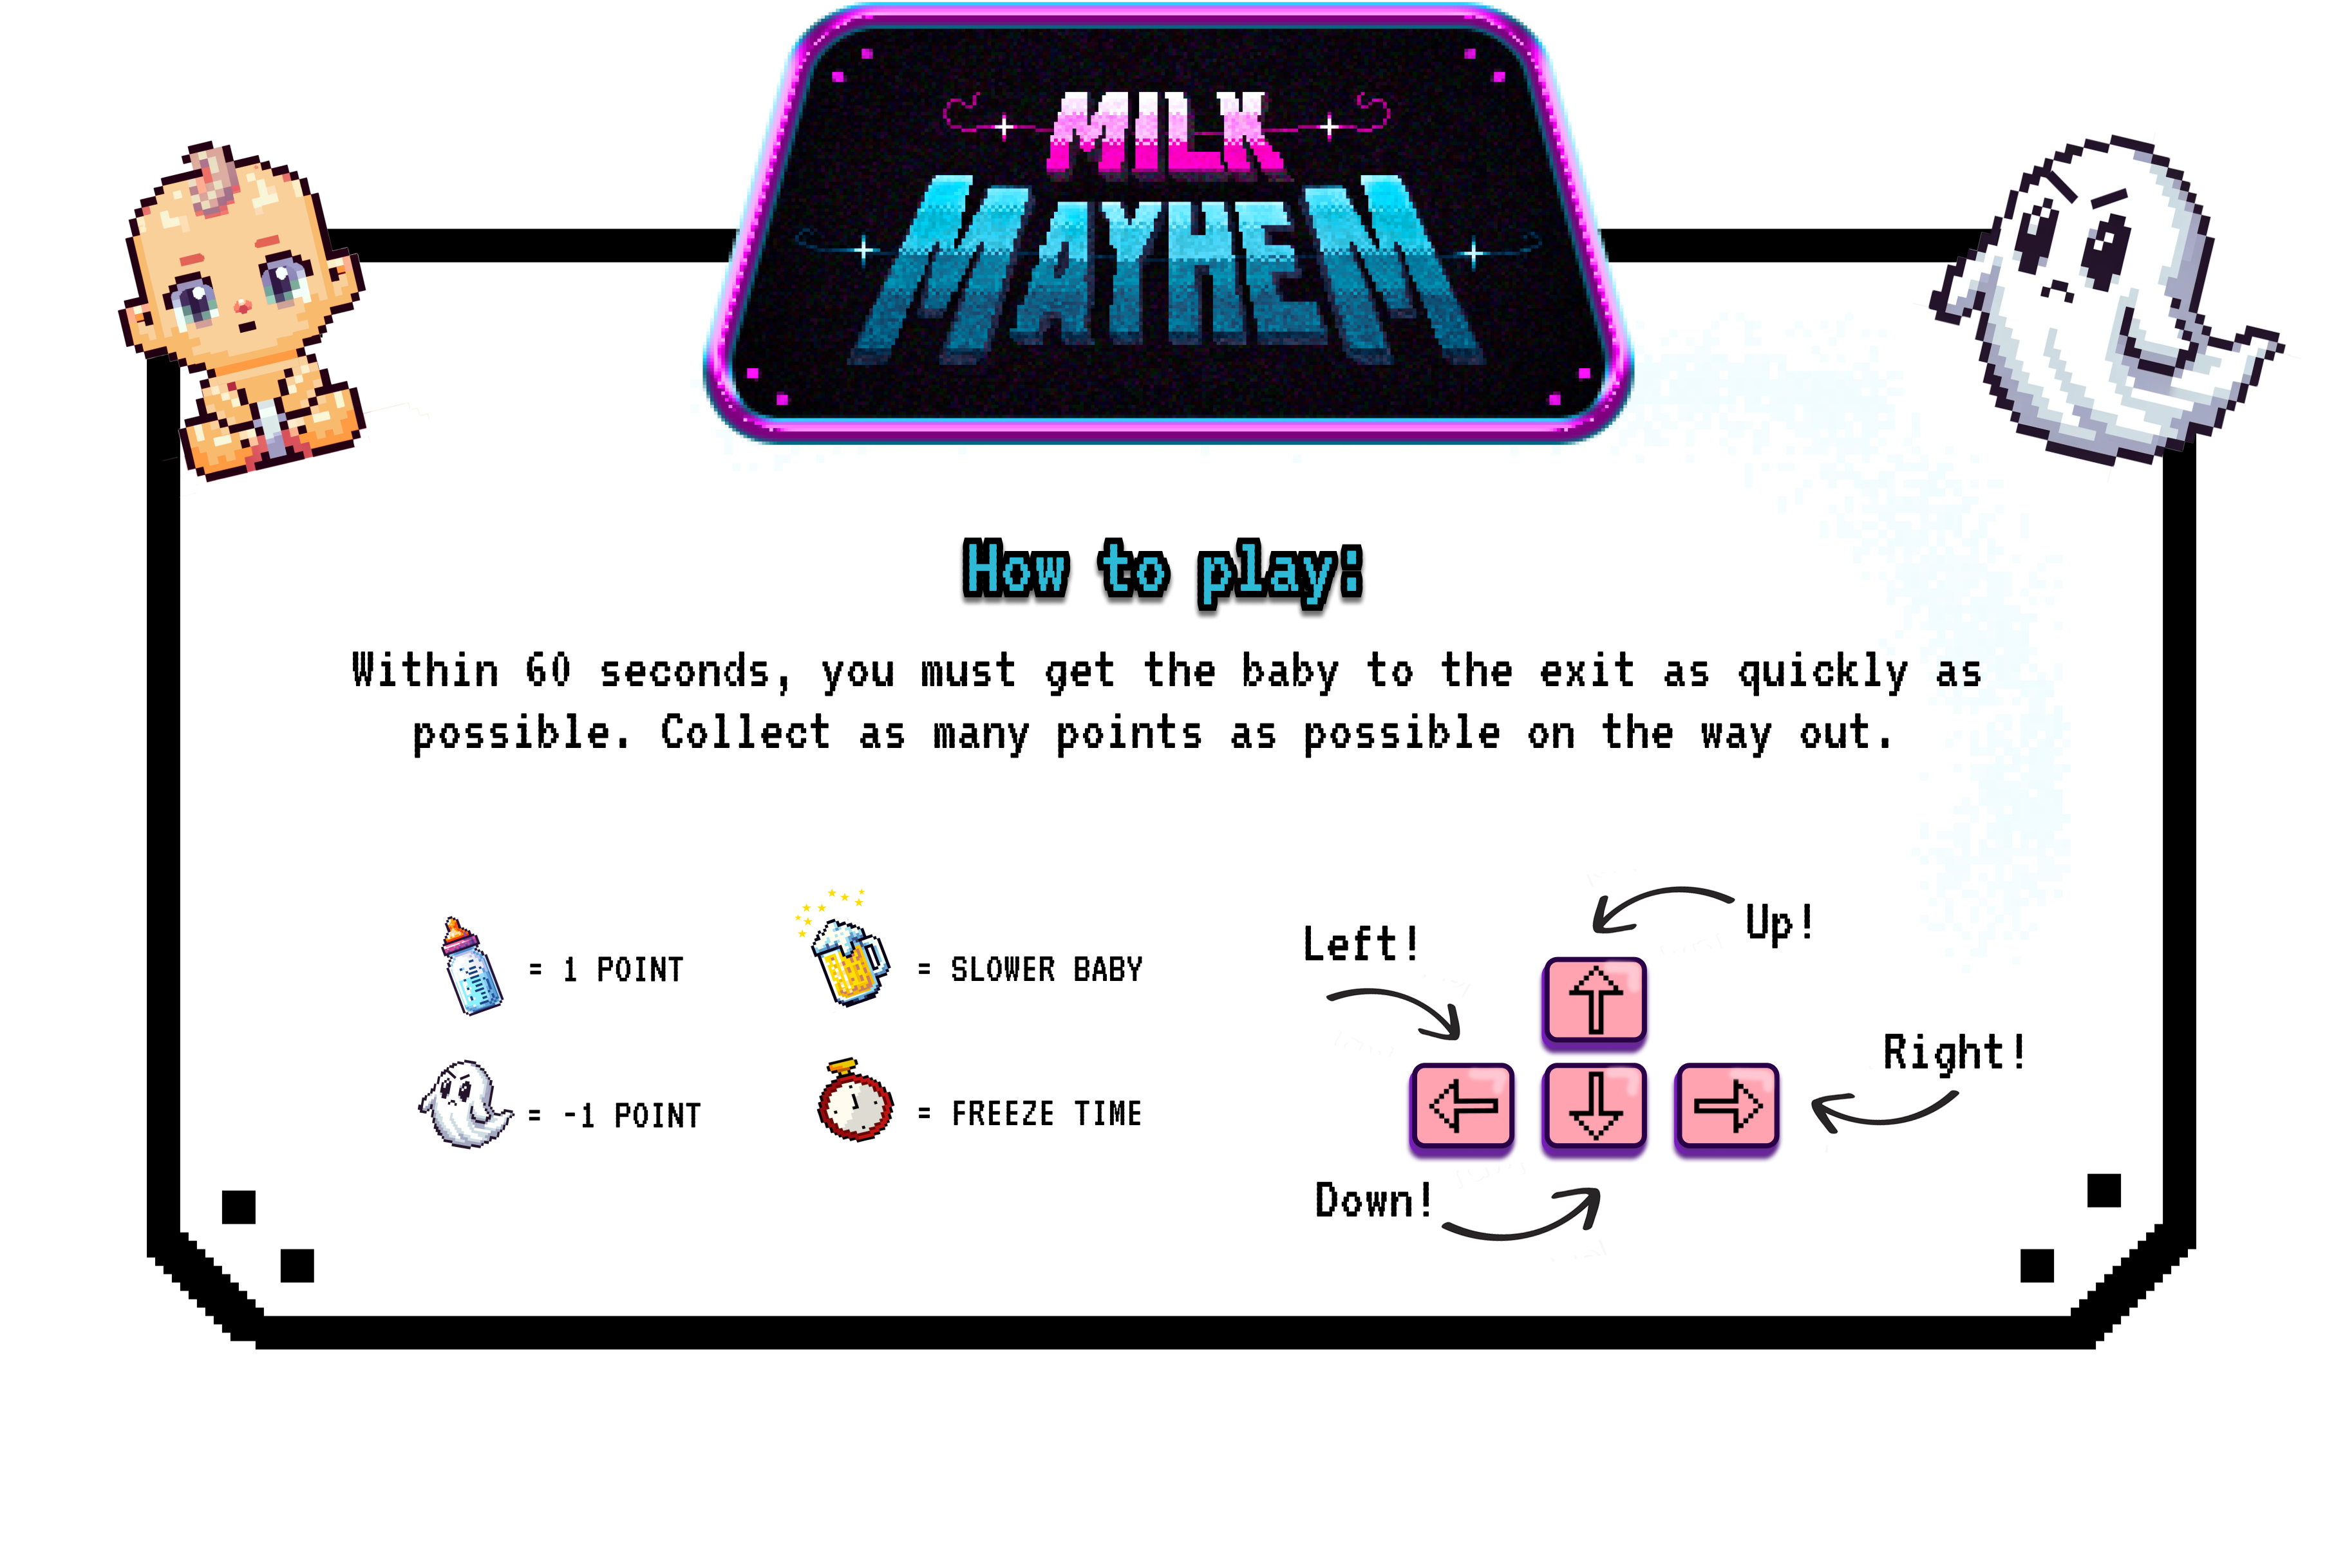 MILK
MAYHEM
How to play:
Within 60 seconds, you must get the baby to the exit as quickly as
possible. Collect as many points as possible on the way out.
= 1 POINT
= SLOWER BABY
= -1 POINT
= FREEZE TIME
Left!
Up!
Right!
Down!